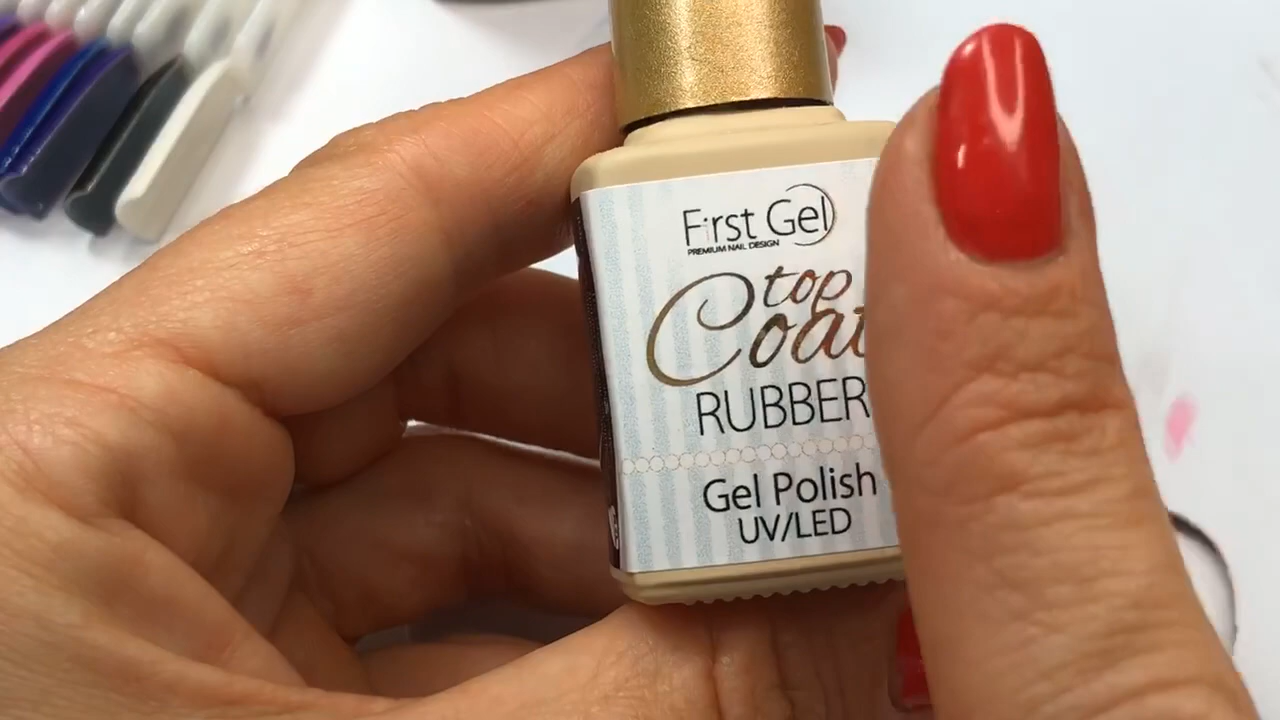 First Gel
PREMIUM NAIL DESIGN
top
Coat
RUBBER
Gel Polish
UV/LED